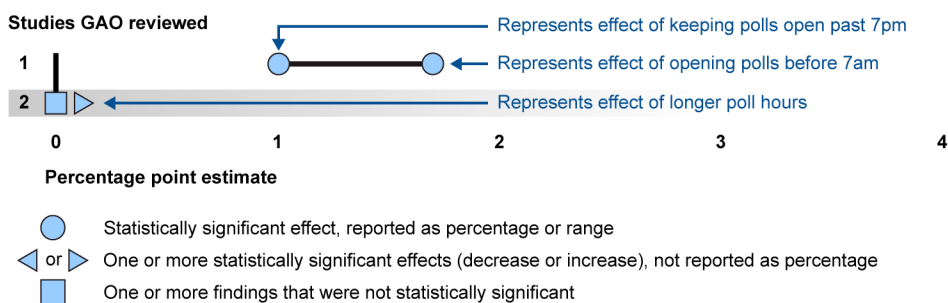 Studies GAO reviewed
Represents effect of keeping polls open past 7pm
1
Represents effect of opening polls before 7am
2
Represents effect of longer poll hours
0 1 2 3 4
Percentage point estimate
Statistically significant effect, reported as percentage or range
or One or more statistically significant effects (decrease or increase), not reported as percentage
One or more findings that were not statistically significant